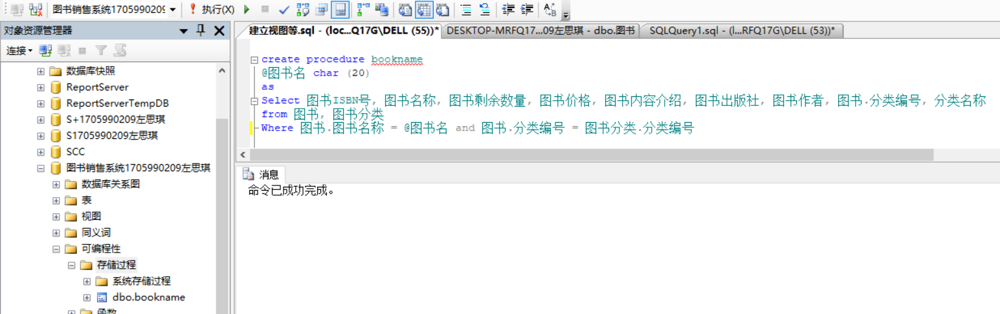 图书销售系统1705990209 执行(X)
对象资源管理器
连接
数据库快照
ReportServer
ReportServerTempDB
S+1705990209左思琪
S1705990209左思琪
SCC
图书销售系统1705990209左思琪
数据库关系图
表
视图
同义词
可编程性
存储过程
系统存储过程
dbo.bookname
函数
建立视图等.sql - (loc...Q17G\DELL (55))* DESKTOP-MRFQ17...09左思琪 - dbo.图书 SQLQuery1.sql - (l...RFQ17G\DELL (53))*
create procedure bookname
@图书名 char (20)
as
Select 图书ISBN号, 图书名称, 图书剩余数量, 图书价格, 图书内容介绍, 图书出版社, 图书作者, 图书.分类编号, 分类名称
from 图书, 图书分类
Where 图书.图书名称 = @图书名 and 图书.分类编号 = 图书分类.分类编号
消息
命令已成功完成。